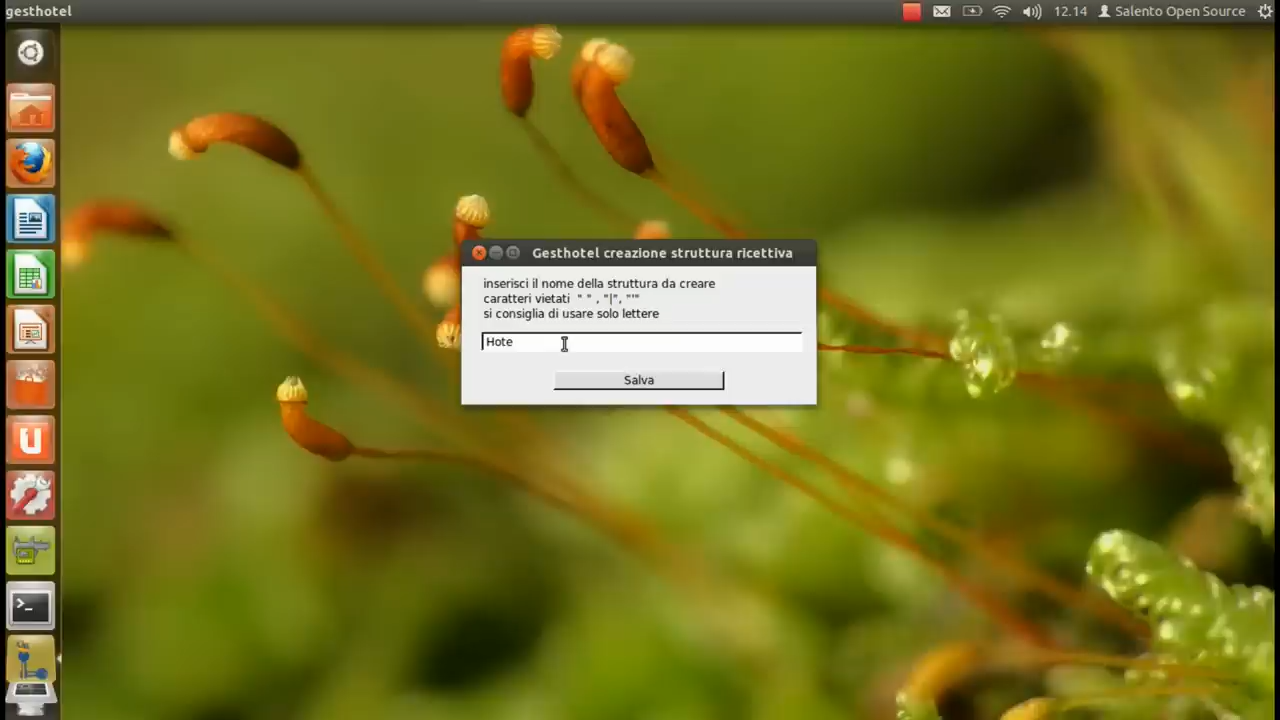 gesthotel
12.14 Salento Open Source
Gesthotel creazione struttura ricettiva
inserisci il nome della struttura da creare
caratteri vietati " " , "|", "'"
si consiglia di usare solo lettere
Hote
Salva